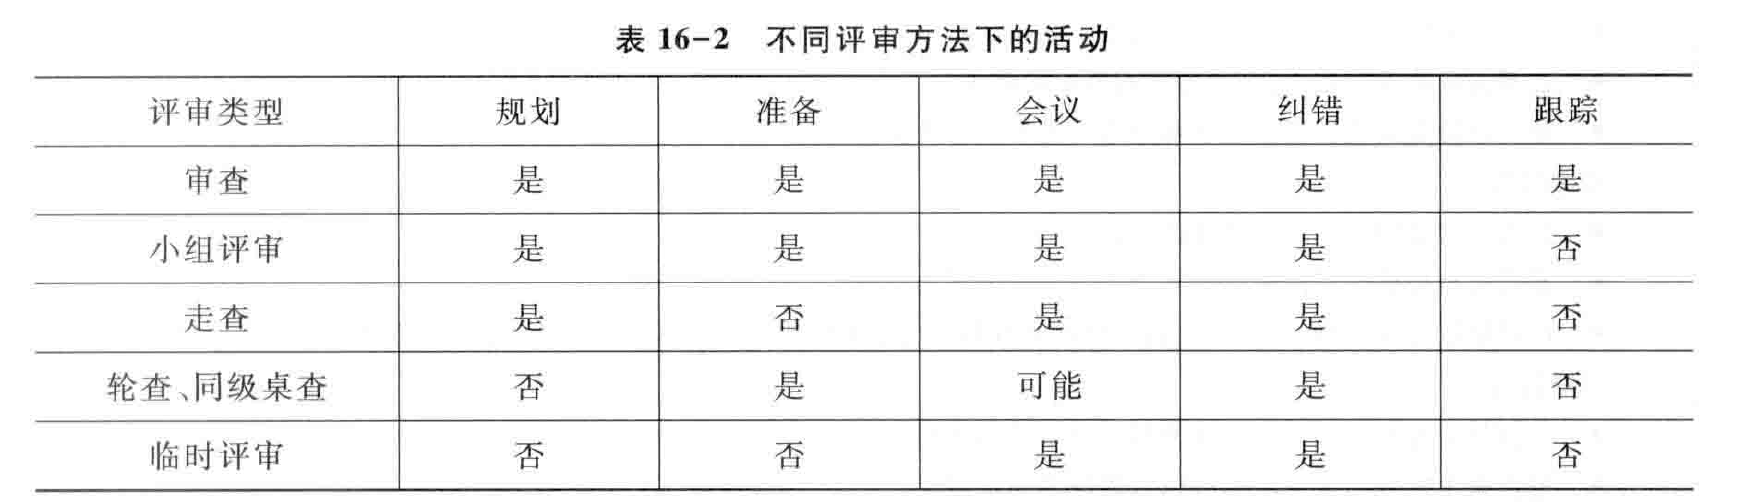 表 16-2 不同评审方法下的活动
评审类型 规划 准备 会议 纠错 跟踪
审查 是 是 是 是 是
小组评审 是 是 是 是 否
走查 是 否 是 是 否
轮查、同级桌查 否 是 可能 是 否
临时评审 否 否 是 是 否